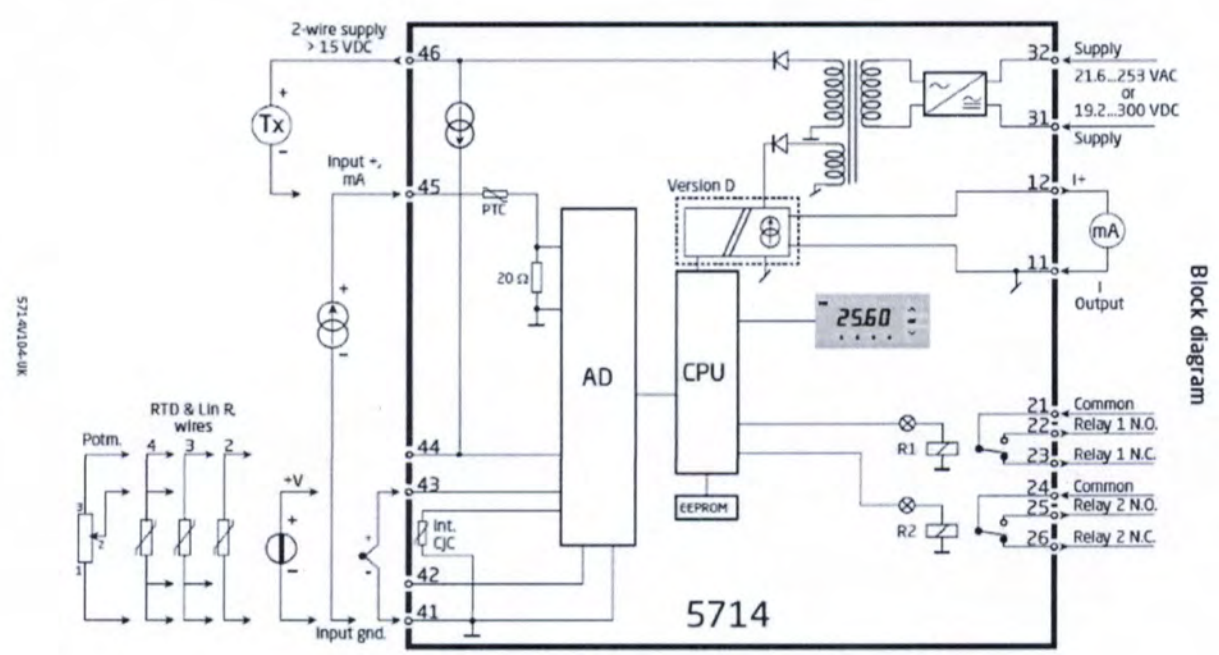 2-wire supply
> 15 VDC
46
32
Supply
21.6...253 VAC
or
19.2...300 VDC
31
Supply
+
Tx
-
Input +,
mA
45
PTC
Version D
12
I+
mA
11
I
Output
20 Ω
+
-
25.60
AD
CPU
Block diagram
5714V104-UK
RTD & Lin R.
wires
Potm.
4
3
2
44
43
+V
+
-
3
2
1
+
-
Int.
CJC
42
41
Input gnd.
EEPROM
R1
R2
21
Common
22
Relay 1 N.O.
23
Relay 1 N.C.
24
Common
25
Relay 2 N.O.
26
Relay 2 N.C.
5714